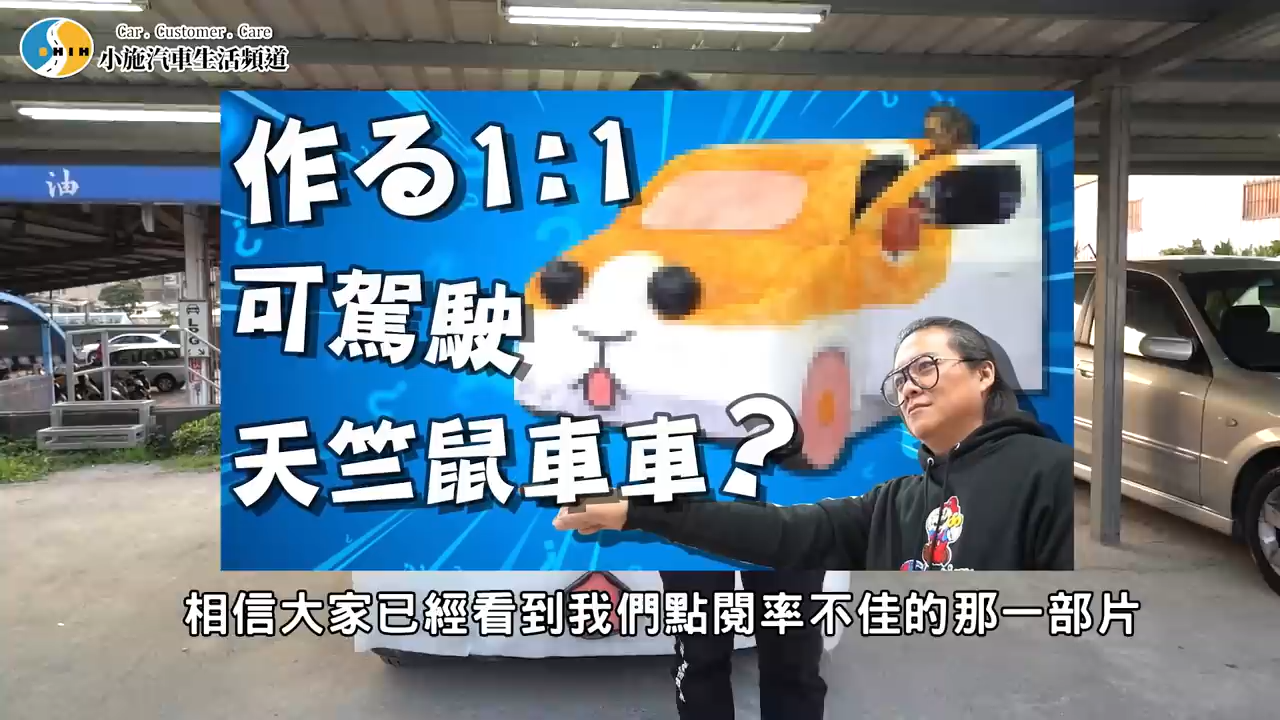 Car. Customer. Care
SHIH
小施汽車生活頻道
油
LPG
作る1:1
可駕駛
天竺鼠車車?
相信大家已經看到我們點閱率不佳的那一部片